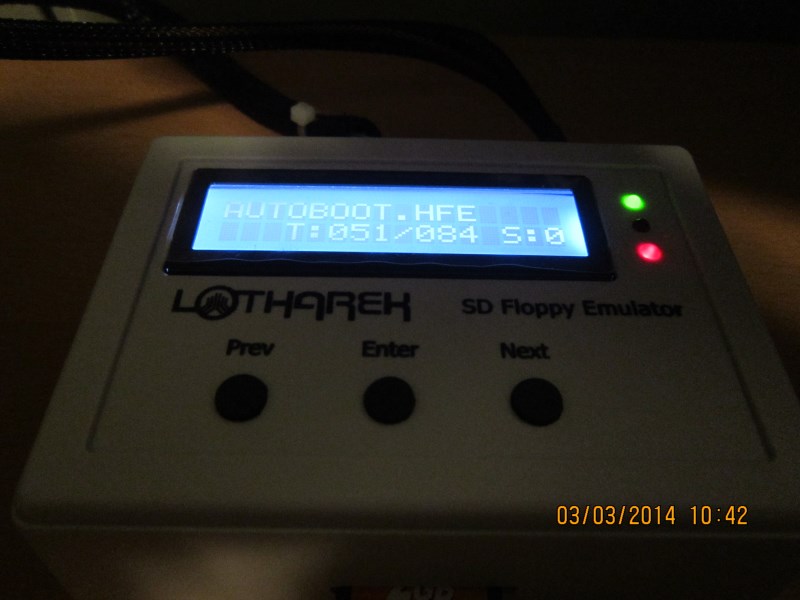 AUTOBOOT.HFE
T:051/084 S:0
LOTHAREK SD Floppy Emulator
Prev Enter Next
03/03/2014 10:42